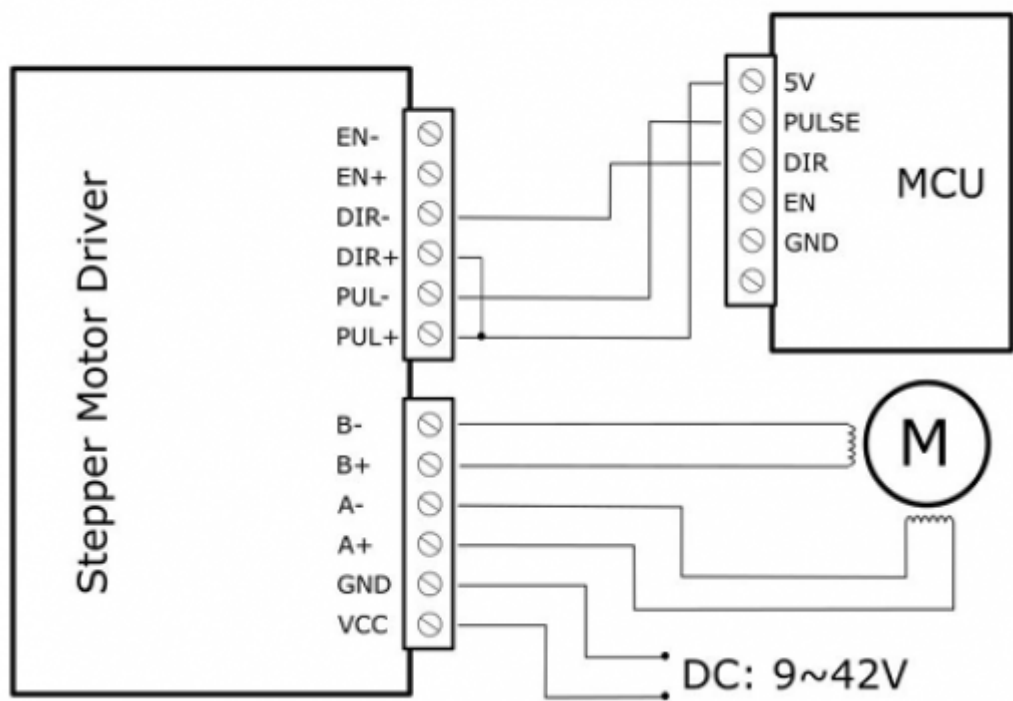 Stepper Motor Driver
EN-
EN+
DIR-
DIR+
PUL-
PUL+
B-
B+
A-
A+
GND
VCC
5V
PULSE
DIR
EN
GND
MCU
M
DC: 9~42V